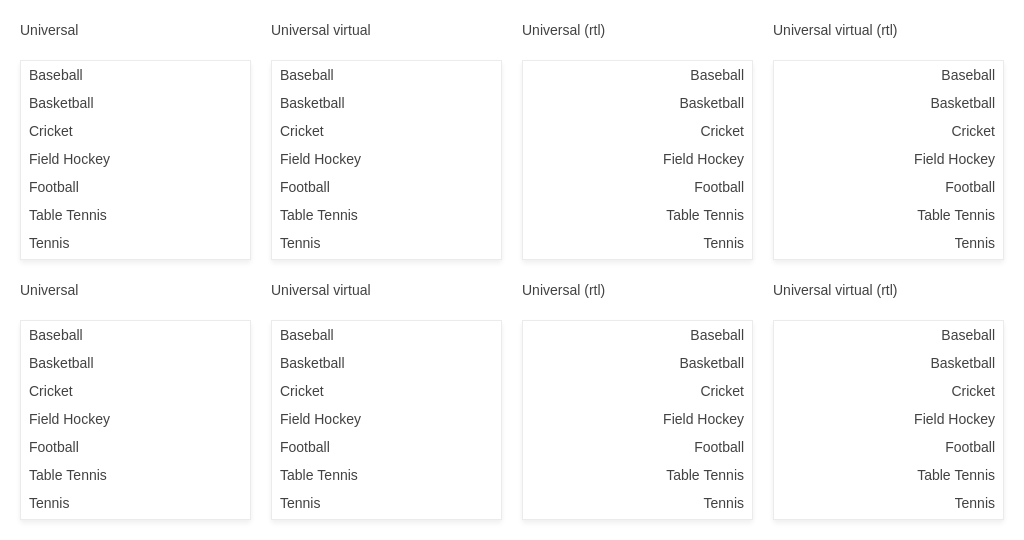 Universal
Baseball
Basketball
Cricket
Field Hockey
Football
Table Tennis
Tennis
Universal virtual
Baseball
Basketball
Cricket
Field Hockey
Football
Table Tennis
Tennis
Universal (rtl)
Baseball
Basketball
Cricket
Field Hockey
Football
Table Tennis
Tennis
Universal virtual (rtl)
Baseball
Basketball
Cricket
Field Hockey
Football
Table Tennis
Tennis
Universal
Baseball
Basketball
Cricket
Field Hockey
Football
Table Tennis
Tennis
Universal virtual
Baseball
Basketball
Cricket
Field Hockey
Football
Table Tennis
Tennis
Universal (rtl)
Baseball
Basketball
Cricket
Field Hockey
Football
Table Tennis
Tennis
Universal virtual (rtl)
Baseball
Basketball
Cricket
Field Hockey
Football
Table Tennis
Tennis